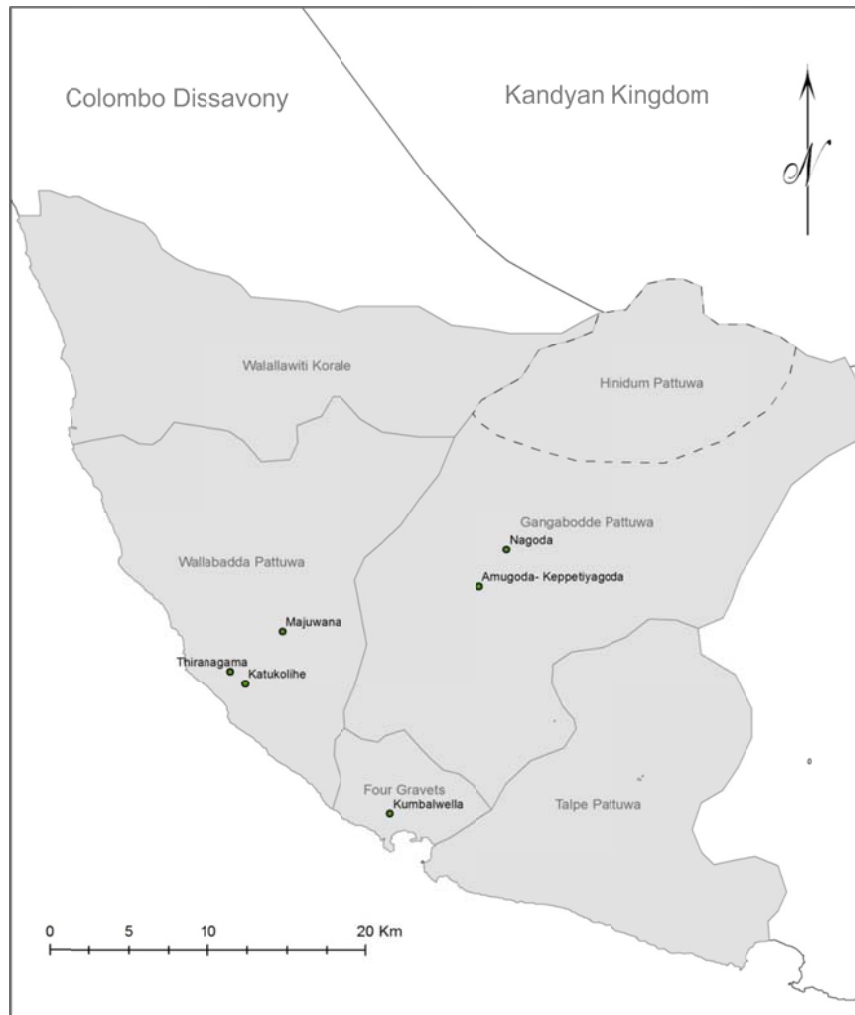 Colombo Dissavony
Kandyan Kingdom
N
Walallawiti Korale
Hnidum Pattuwa
Gangabodde Pattuwa
Nagoda
Wallabadda Pattuwa
Amugoda- Keppetiyagoda
Majuwana
Thiranagama
Katukolihe
Four Gravets
Kumbalwella
Talpe Pattuwa
0 5 10 20 Km